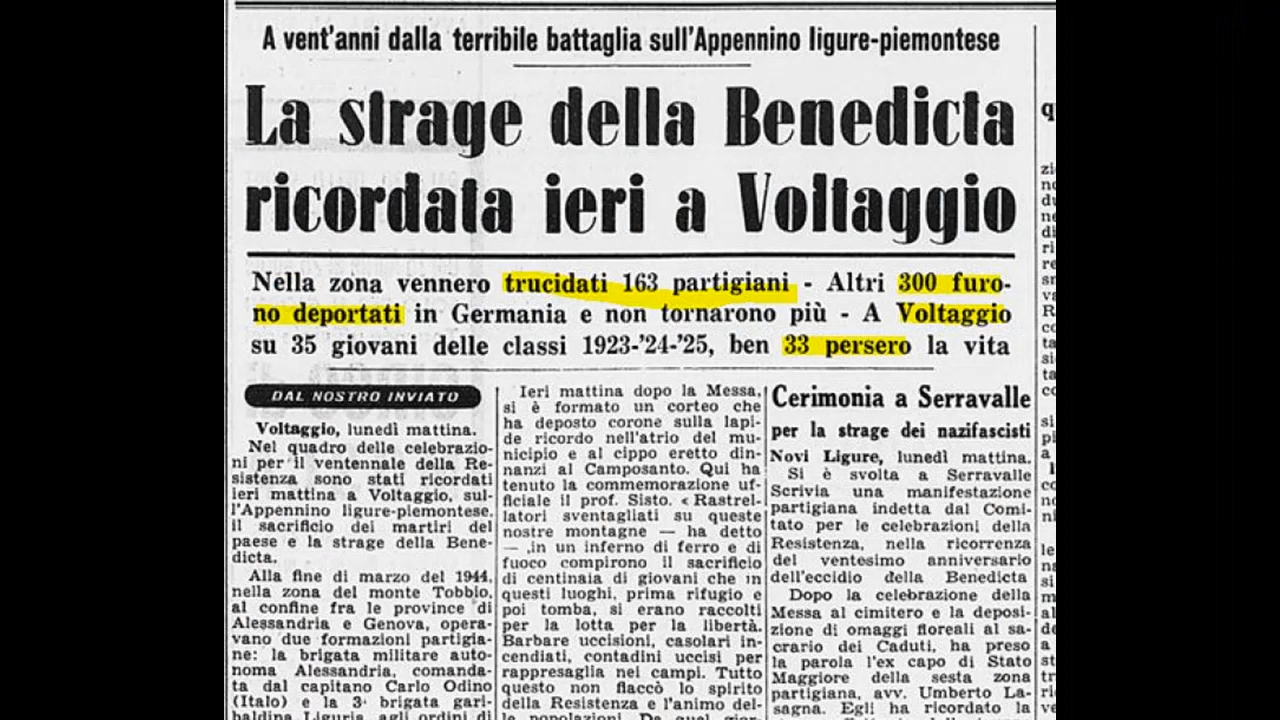 A vent'anni dalla terribile battaglia sull'Appennino ligure-piemontese
La strage della Benedicta
ricordata ieri a Voltaggio
Nella zona vennero trucidati 163 partigiani - Altri 300 furo-
no deportati in Germania e non tornarono più - A Voltaggio
su 35 giovani delle classi 1923-'24-'25, ben 33 persero la vita
DAL NOSTRO INVIATO
Voltaggio, lunedì mattina.
Nel quadro delle celebrazio-
ni per il ventennale della Re-
sistenza sono stati ricordati
ieri mattina a Voltaggio, sul-
l'Appennino ligure-piemontese,
il sacrificio dei martiri del
paese e la strage della Bene-
dicta.
Alla fine di marzo del 1944,
nella zona del monte Tobbio,
al confine fra le province di
Alessandria e Genova, opera-
vano due formazioni partigia-
ne: la brigata militare auto-
noma Alessandria, comanda-
ta dal capitano Carlo Odino
(Italo) e la 3ª brigata gari-
baldina Liguria, agli ordini di
Ieri mattina dopo la Messa,
si è formato un corteo che
ha deposto corone sulla lapi-
de ricordo nell'atrio del mu-
nicipio e al cippo eretto din-
nanzi al Camposanto. Qui ha
tenuto la commemorazione uf-
ficiale il prof. Sisto. « Rastrel-
latori sventagliati su queste
nostre montagne — ha detto
— in un inferno di ferro e di
fuoco compirono il sacrificio
di centinaia di giovani che in
questi luoghi, prima rifugio e
poi tomba, si erano raccolti
per la lotta per la libertà.
Barbare uccisioni, casolari in-
cendiati, contadini uccisi per
rappresaglia nei campi. Tutto
questo non fiaccò lo spirito
della Resistenza e l'animo del-
le popolazioni. Da quel gior-
Cerimonia a Serravalle
per la strage dei nazifascisti
Novi Ligure, lunedì mattina.
Si è svolta a Serravalle
Scrivia una manifestazione
partigiana indetta dal Comi-
tato per le celebrazioni della
Resistenza, nella ricorrenza
del ventesimo anniversario
dell'eccidio della Benedicta
Dopo la celebrazione della
Messa al cimitero e la deposi-
zione di omaggi floreali al sa-
crario dei Caduti, ha preso
la parola l'ex capo di Stato
Maggiore della sesta zona
partigiana, avv. Umberto La-
sagna. Egli ha ricordato la